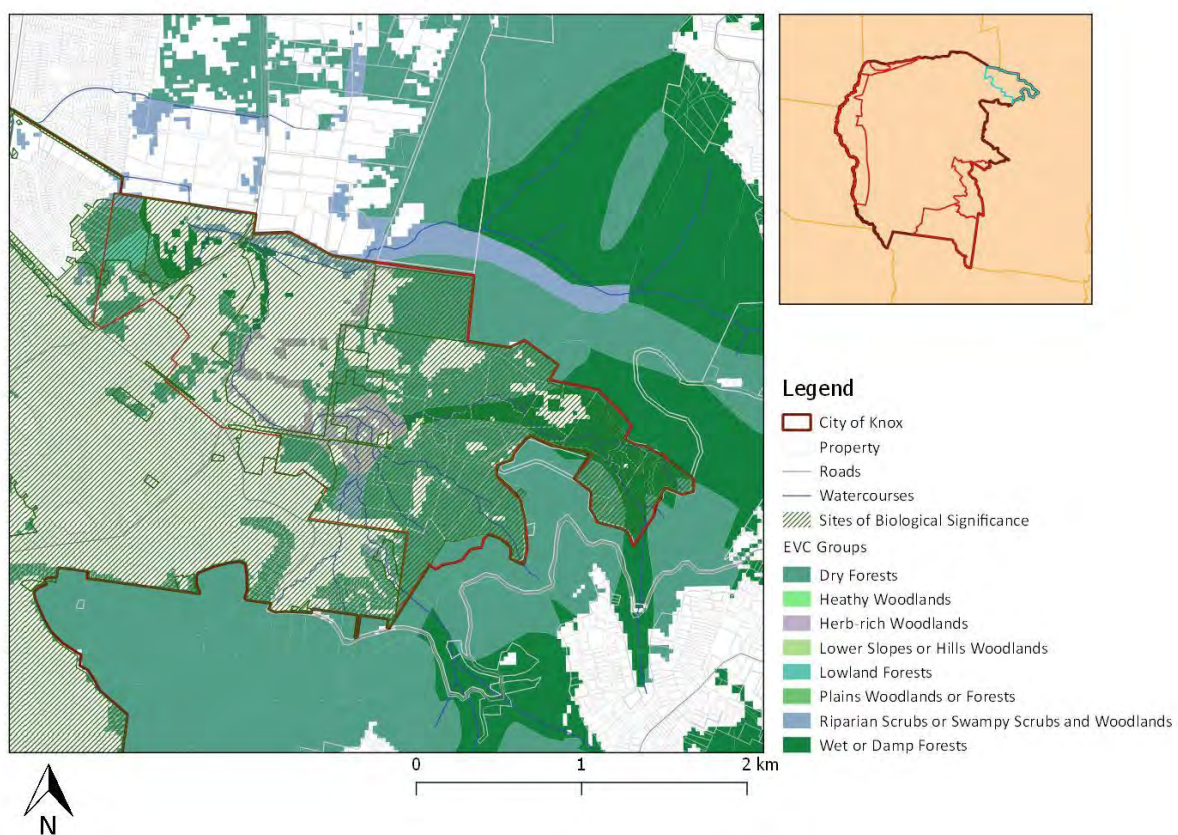 Legend
City of Knox
Property
Roads
Watercourses
Sites of Biological Significance
EVC Groups
Dry Forests
Heathy Woodlands
Herb-rich Woodlands
Lower Slopes or Hills Woodlands
Lowland Forests
Plains Woodlands or Forests
Riparian Scrubs or Swampy Scrubs and Woodlands
Wet or Damp Forests
0 1 2 km
N